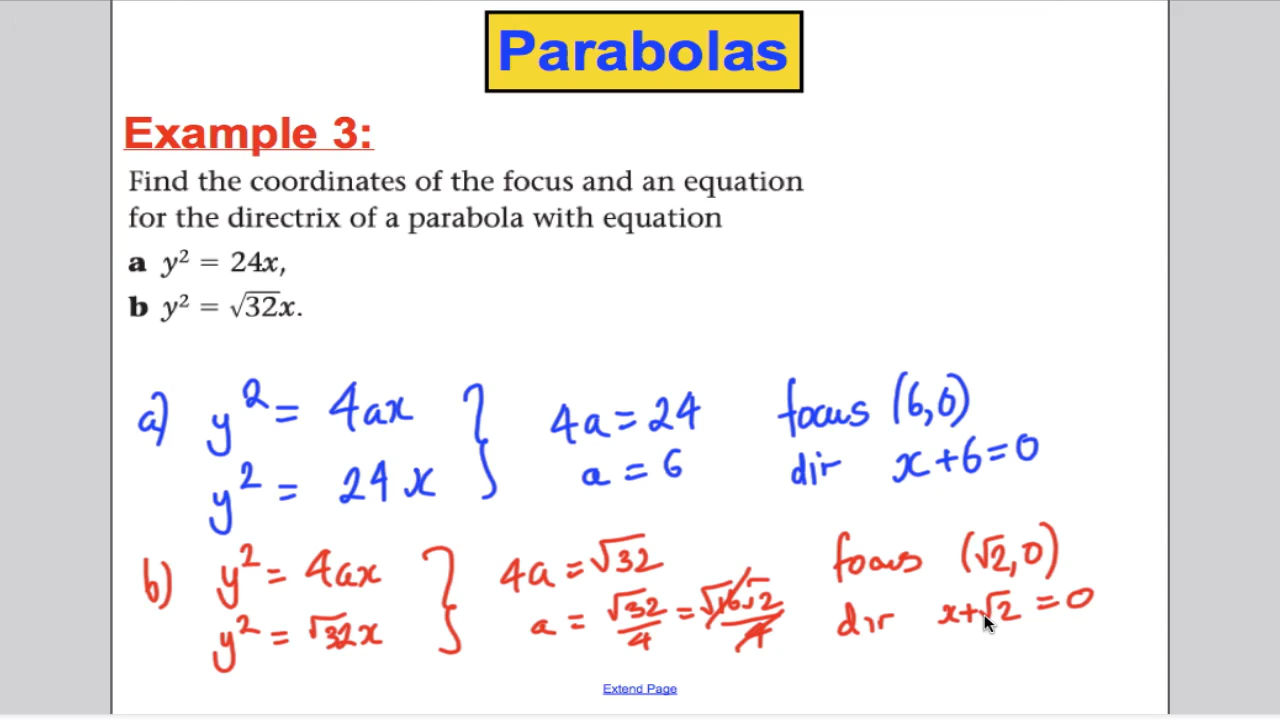 Parabolas
Example 3:
Find the coordinates of the focus and an equation
for the directrix of a parabola with equation
a y² = 24x,
b y² = √32x.
a) y² = 4ax } 4a = 24 focus (6,0)
y² = 24x a = 6 dir x+6=0
b) y² = 4ax } 4a = √32 focus (√2,0)
y² = √32x a = √32/4 = √16√2/4 dir x+√2 = 0
Extend Page